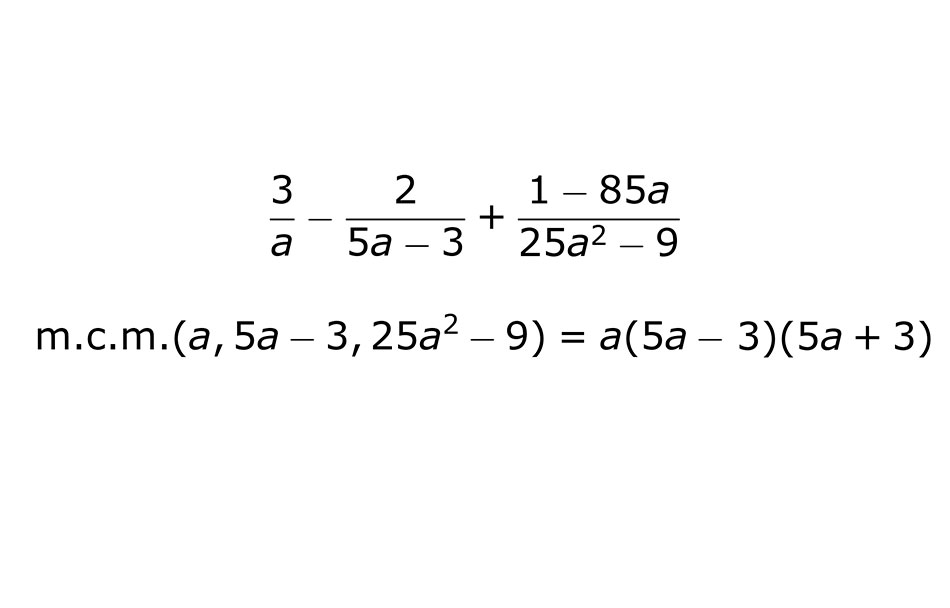 3/a − 2/(5a − 3) + (1 − 85a)/(25a² − 9)
m.c.m.(a, 5a − 3, 25a² − 9) = a(5a − 3)(5a + 3)